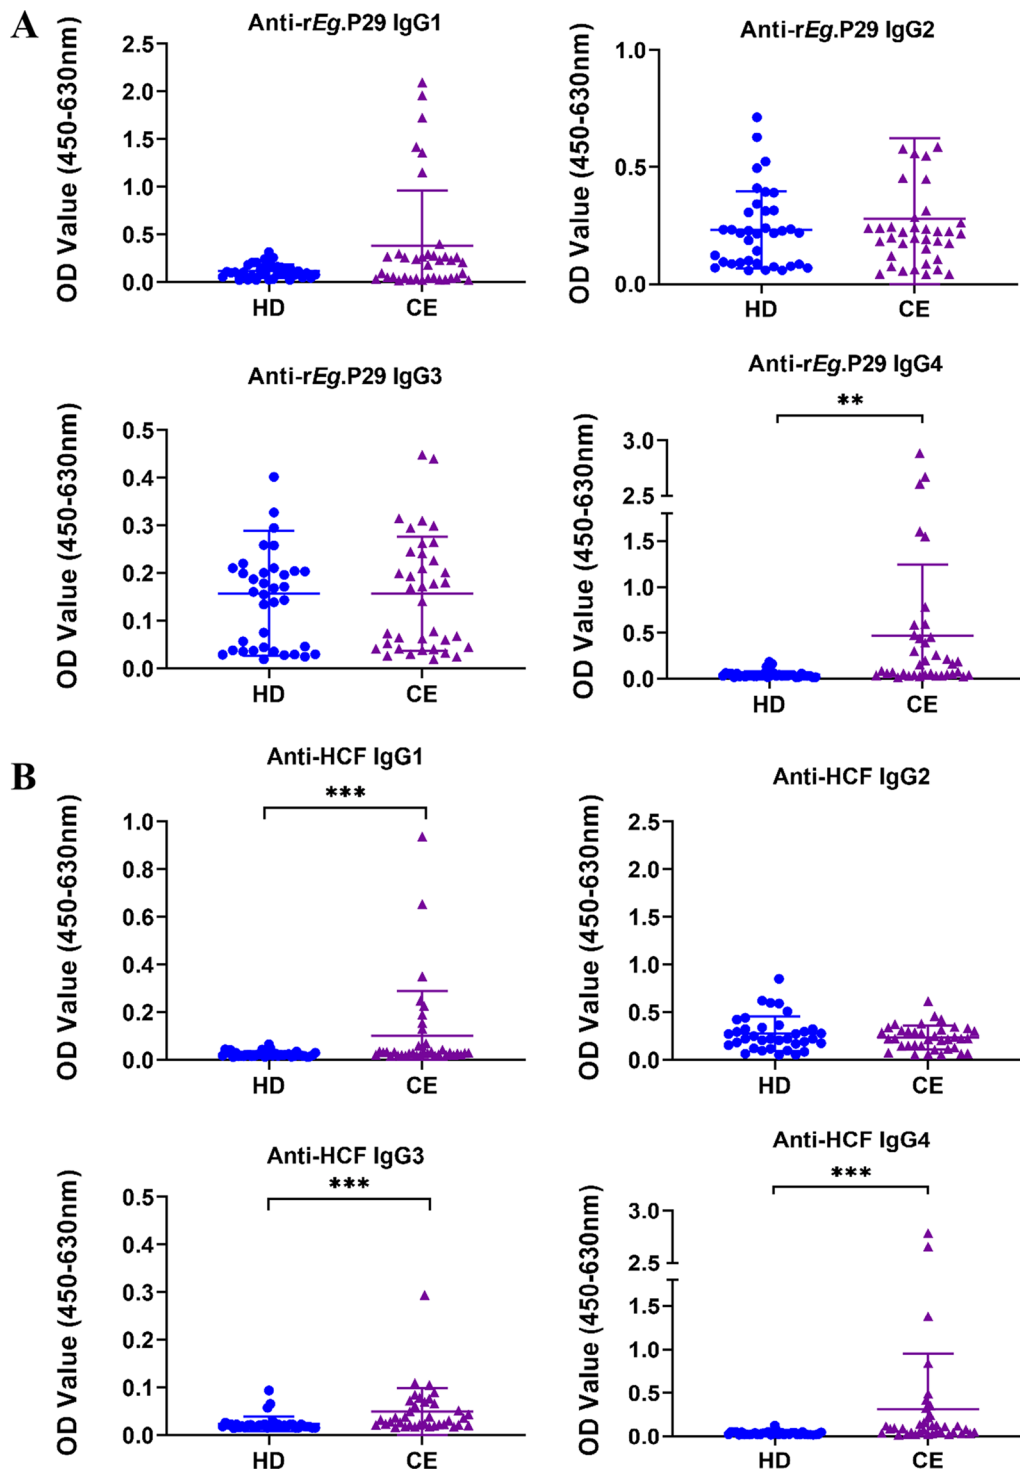 A
Anti-rEg.P29 IgG1
OD Value (450-630nm)
2.5
2.0
1.5
1.0
0.5
0.0
HD
CE
Anti-rEg.P29 IgG2
OD Value (450-630nm)
1.0
0.5
0.0
HD
CE
Anti-rEg.P29 IgG3
OD Value (450-630nm)
0.5
0.4
0.3
0.2
0.1
0.0
HD
CE
Anti-rEg.P29 IgG4
**
OD Value (450-630nm)
3.0
2.5
1.5
1.0
0.5
0.0
HD
CE
B
Anti-HCF IgG1
***
OD Value (450-630nm)
1.0
0.8
0.6
0.4
0.2
0.0
HD
CE
Anti-HCF IgG2
OD Value (450-630nm)
2.5
2.0
1.5
1.0
0.5
0.0
HD
CE
Anti-HCF IgG3
***
OD Value (450-630nm)
0.5
0.4
0.3
0.2
0.1
0.0
HD
CE
Anti-HCF IgG4
***
OD Value (450-630nm)
3.0
2.5
1.5
1.0
0.5
0.0
HD
CE